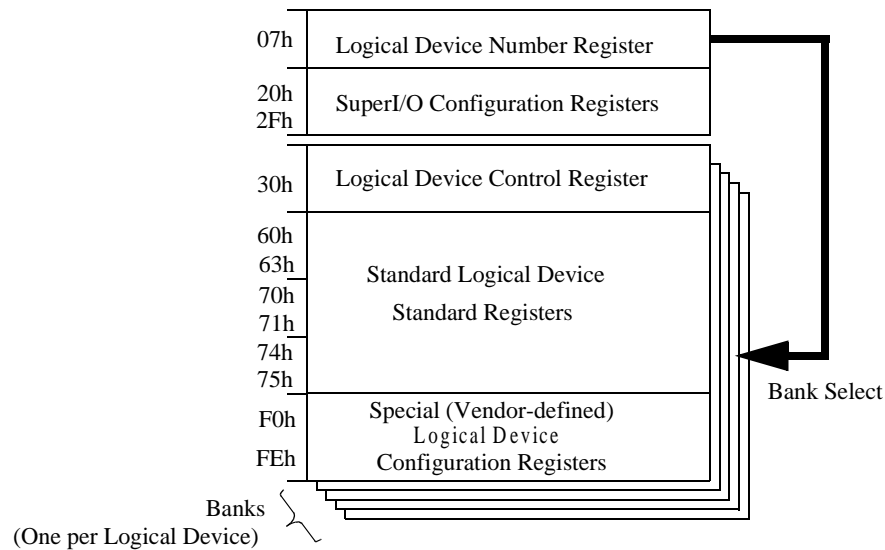 07h
Logical Device Number Register
20h
2Fh
SuperI/O Configuration Registers
30h
Logical Device Control Register
60h
63h
70h
71h
74h
75h
Standard Logical Device
Standard Registers
Bank Select
F0h
FEh
Special (Vendor-defined)
Logical Device
Configuration Registers
Banks
(One per Logical Device)